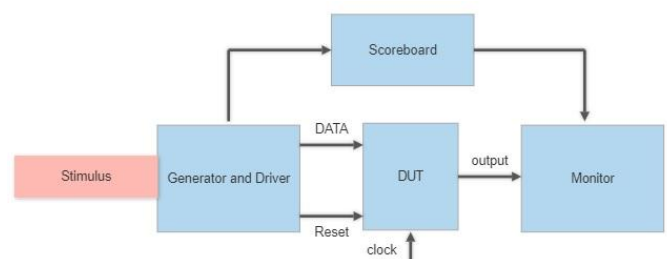 Scoreboard
DATA
Stimulus
Generator and Driver
DUT
output
Monitor
Reset
clock